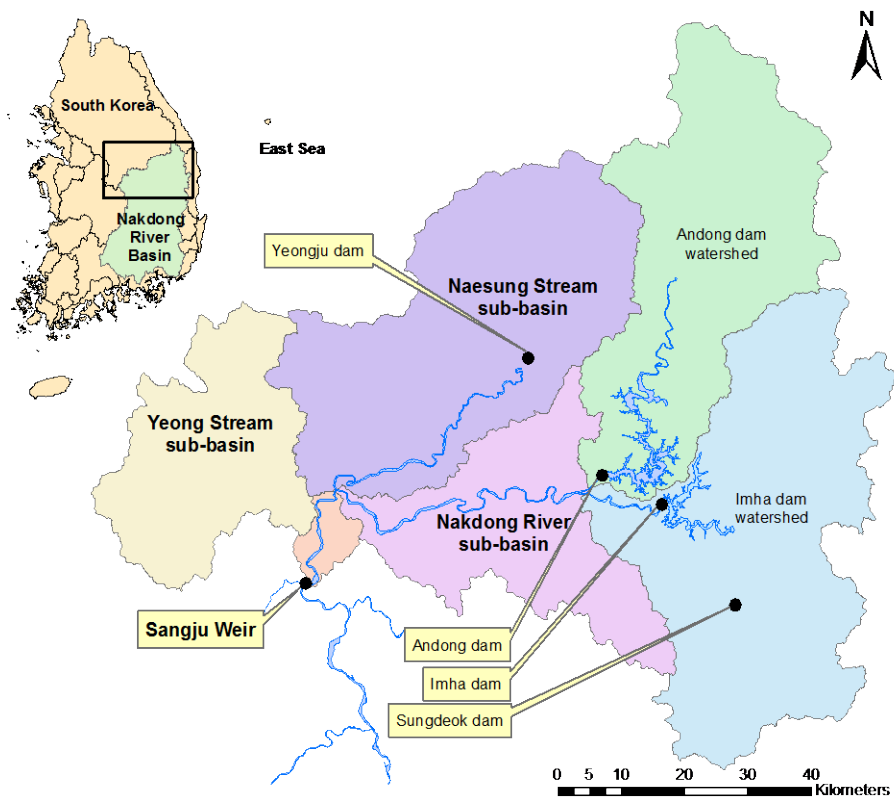 N
South Korea
East Sea
Nakdong
River
Basin
Yeongju dam
Andong dam
watershed
Naesung Stream
sub-basin
Yeong Stream
sub-basin
Imha dam
watershed
Nakdong River
sub-basin
Sangju Weir
Andong dam
Imha dam
Sungdeok dam
0 5 10 20 30 40
Kilometers